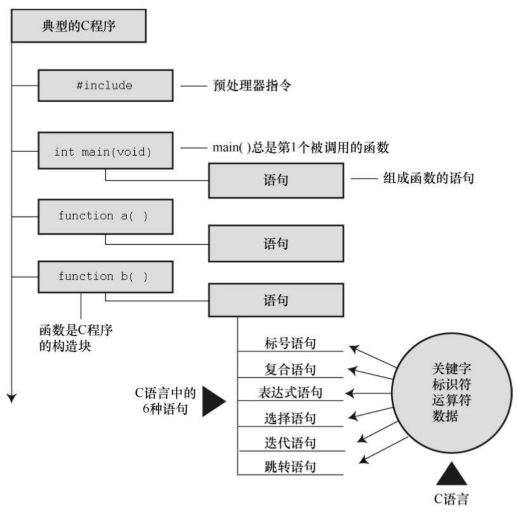 典型的C程序
#include
预处理器指令
int main(void)
main( )总是第1个被调用的函数
语句
组成函数的语句
function a( )
语句
function b( )
语句
函数是C程序
的构造块
标号语句
复合语句
表达式语句
选择语句
迭代语句
跳转语句
C语言中的
6种语句
关键字
标识符
运算符
数据
C语言